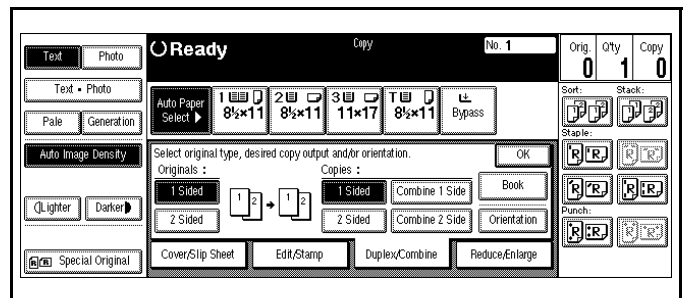 Text Photo
Text • Photo
Pale Generation
Auto Image Density
Lighter Darker
Special Original
Ready
Copy
No. 1
Auto Paper Select
1 8½×11
2 8½×11
3 11×17
T 8½×11
Bypass
Select original type, desired copy output and/or orientation.
OK
Originals :
Copies :
1 Sided
1 2
1 2
1 Sided
Combine 1 Side
Book
2 Sided
2 Sided
Combine 2 Side
Orientation
Cover/Slip Sheet
Edit/Stamp
Duplex/Combine
Reduce/Enlarge
Orig. Q'ty Copy
0 1 0
Sort: Stack:
Staple:
R R R R
R R R R
Punch:
R R R R